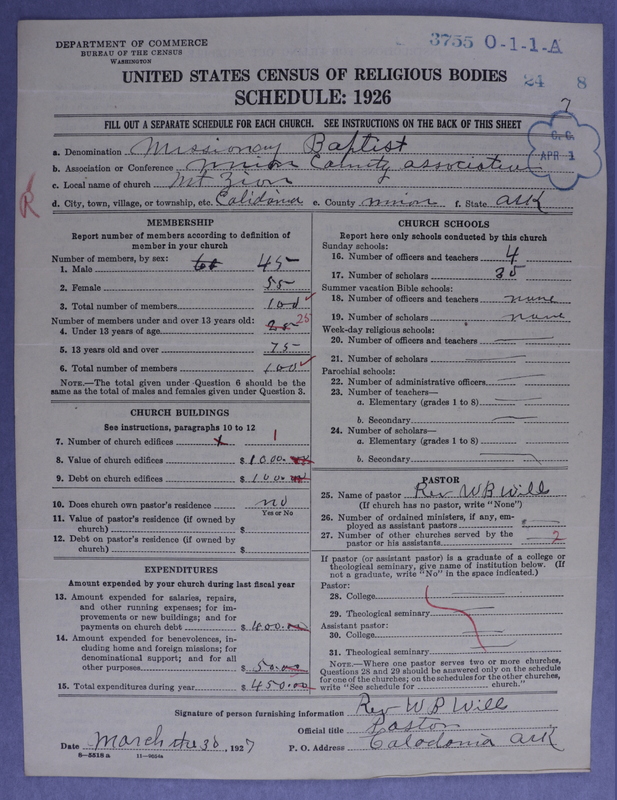 DEPARTMENT OF COMMERCE
BUREAU OF THE CENSUS
WASHINGTON
3755 0-1-1-A
24 8
UNITED STATES CENSUS OF RELIGIOUS BODIES
SCHEDULE: 1926
7
FILL OUT A SEPARATE SCHEDULE FOR EACH CHURCH. SEE INSTRUCTIONS ON THE BACK OF THIS SHEET
C. C.
APR 1
R
a. Denomination Missionary Baptist
b. Association or Conference Union County association
c. Local name of church Mt Zion
d. City, town, village, or township, etc. Calidonia e. County Union f. State Ark
MEMBERSHIP
Report number of members according to definition of
member in your church
Number of members, by sex:
1. Male 45
2. Female 55
3. Total number of members 100
Number of members under and over 13 years old:
4. Under 13 years of age 25
5. 13 years old and over 75
6. Total number of members 100
NOTE.—The total given under Question 6 should be the
same as the total of males and females given under Question 3.
CHURCH BUILDINGS
See instructions, paragraphs 10 to 12
7. Number of church edifices x 1
8. Value of church edifices $ 1000.
9. Debt on church edifices $ 100.
10. Does church own pastor's residence no
Yes or No
11. Value of pastor's residence (if owned by
church) $
12. Debt on pastor's residence (if owned by
church) $
EXPENDITURES
Amount expended by your church during last fiscal year
13. Amount expended for salaries, repairs,
and other running expenses; for im-
provements or new buildings; and for
payments on church debt $ 400.00
14. Amount expended for benevolences, in-
cluding home and foreign missions; for
denominational support; and for all
other purposes $ 50.00
15. Total expenditures during year $ 450.00
CHURCH SCHOOLS
Report here only schools conducted by this church
Sunday schools:
16. Number of officers and teachers 4
17. Number of scholars 35
Summer vacation Bible schools:
18. Number of officers and teachers none
19. Number of scholars none
Week-day religious schools:
20. Number of officers and teachers
21. Number of scholars
Parochial schools:
22. Number of administrative officers
23. Number of teachers—
a. Elementary (grades 1 to 8)
b. Secondary
24. Number of scholars—
a. Elementary (grades 1 to 8)
b. Secondary
PASTOR
25. Name of pastor Rev W B Will
(If church has no pastor, write "None")
26. Number of ordained ministers, if any, em-
ployed as assistant pastors
27. Number of other churches served by the
pastor or his assistants 2
If pastor (or assistant pastor) is a graduate of a college or
theological seminary, give name of institution below. (If
not a graduate, write "No" in the space indicated.)
Pastor:
28. College
29. Theological seminary
Assistant pastor:
30. College
31. Theological seminary
NOTE.—Where one pastor serves two or more churches,
Questions 28 and 29 should be answered only on the schedule
for one of the churches; on the schedules for the other churches,
write "See schedule for church."
Signature of person furnishing information Rev W B Will
Official title Pastor
Date March the 30, 1927 P. O. Address Calodonia Ark
8—5518 a 11—9684a